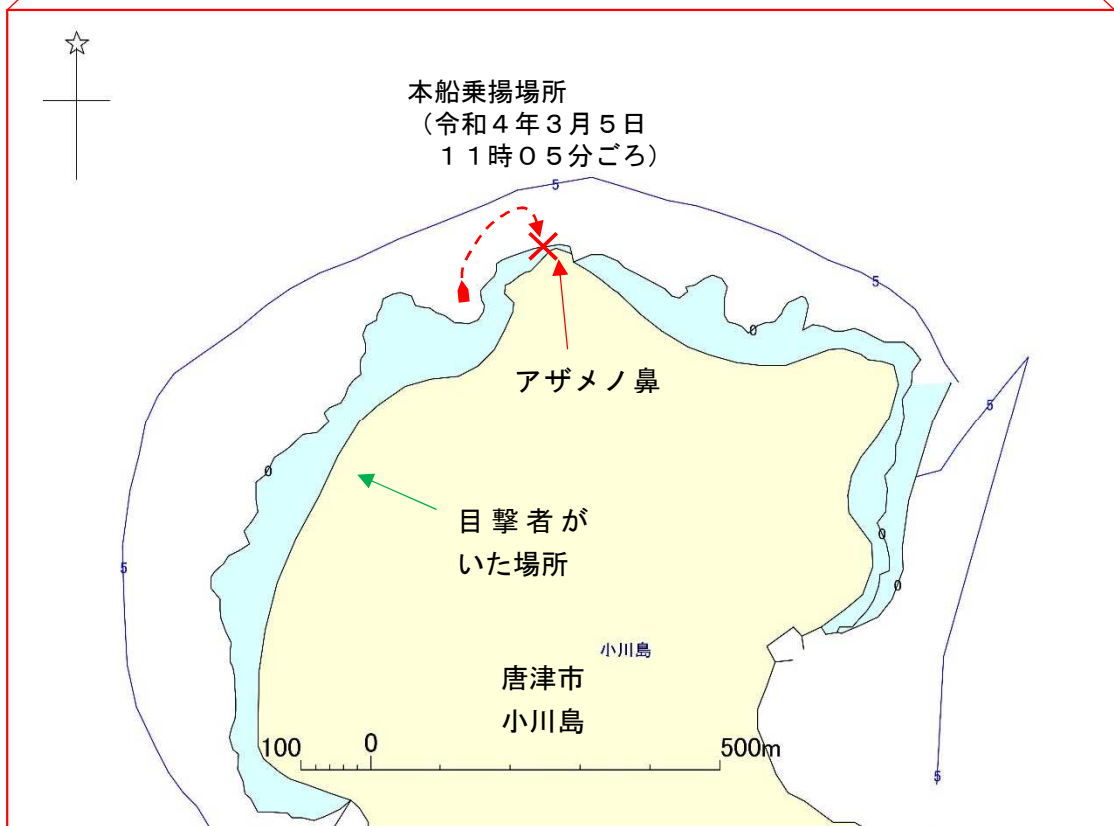 本船乗揚場所
（令和４年３月５日
１１時０５分ごろ）
5
5
0
アザメノ鼻
5
0
目撃者が
いた場所
0
5
0
小川島
唐津市
小川島
100 0 500m
5